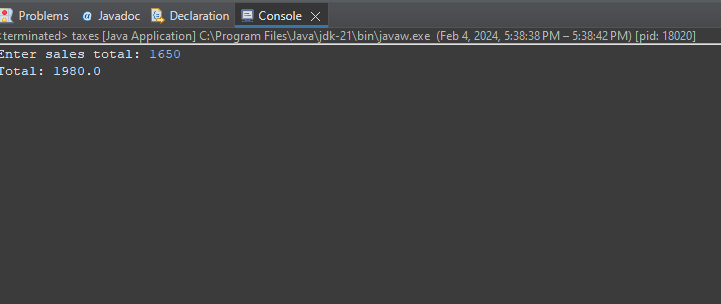 Problems Javadoc Declaration Console
<terminated> taxes [Java Application] C:\Program Files\Java\jdk-21\bin\javaw.exe (Feb 4, 2024, 5:38:38 PM – 5:38:42 PM) [pid: 18020]
Enter sales total: 1650
Total: 1980.0